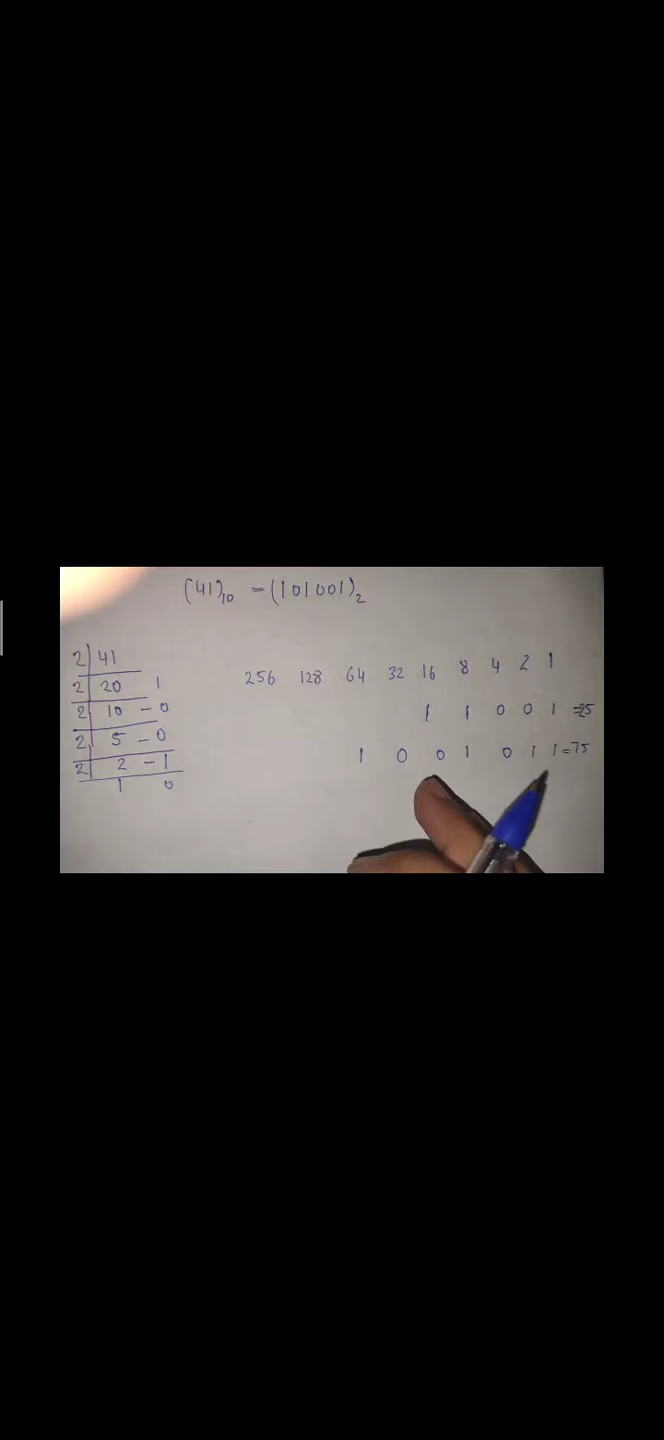 (41)10 = (101001)2
2 41
2 20 1
2 10 - 0
2 5 - 0
2 2 - 1
1 0
256 128 64 32 16 8 4 2 1
1 1 0 0 1 = 25
1 0 0 1 0 1 1 = 75